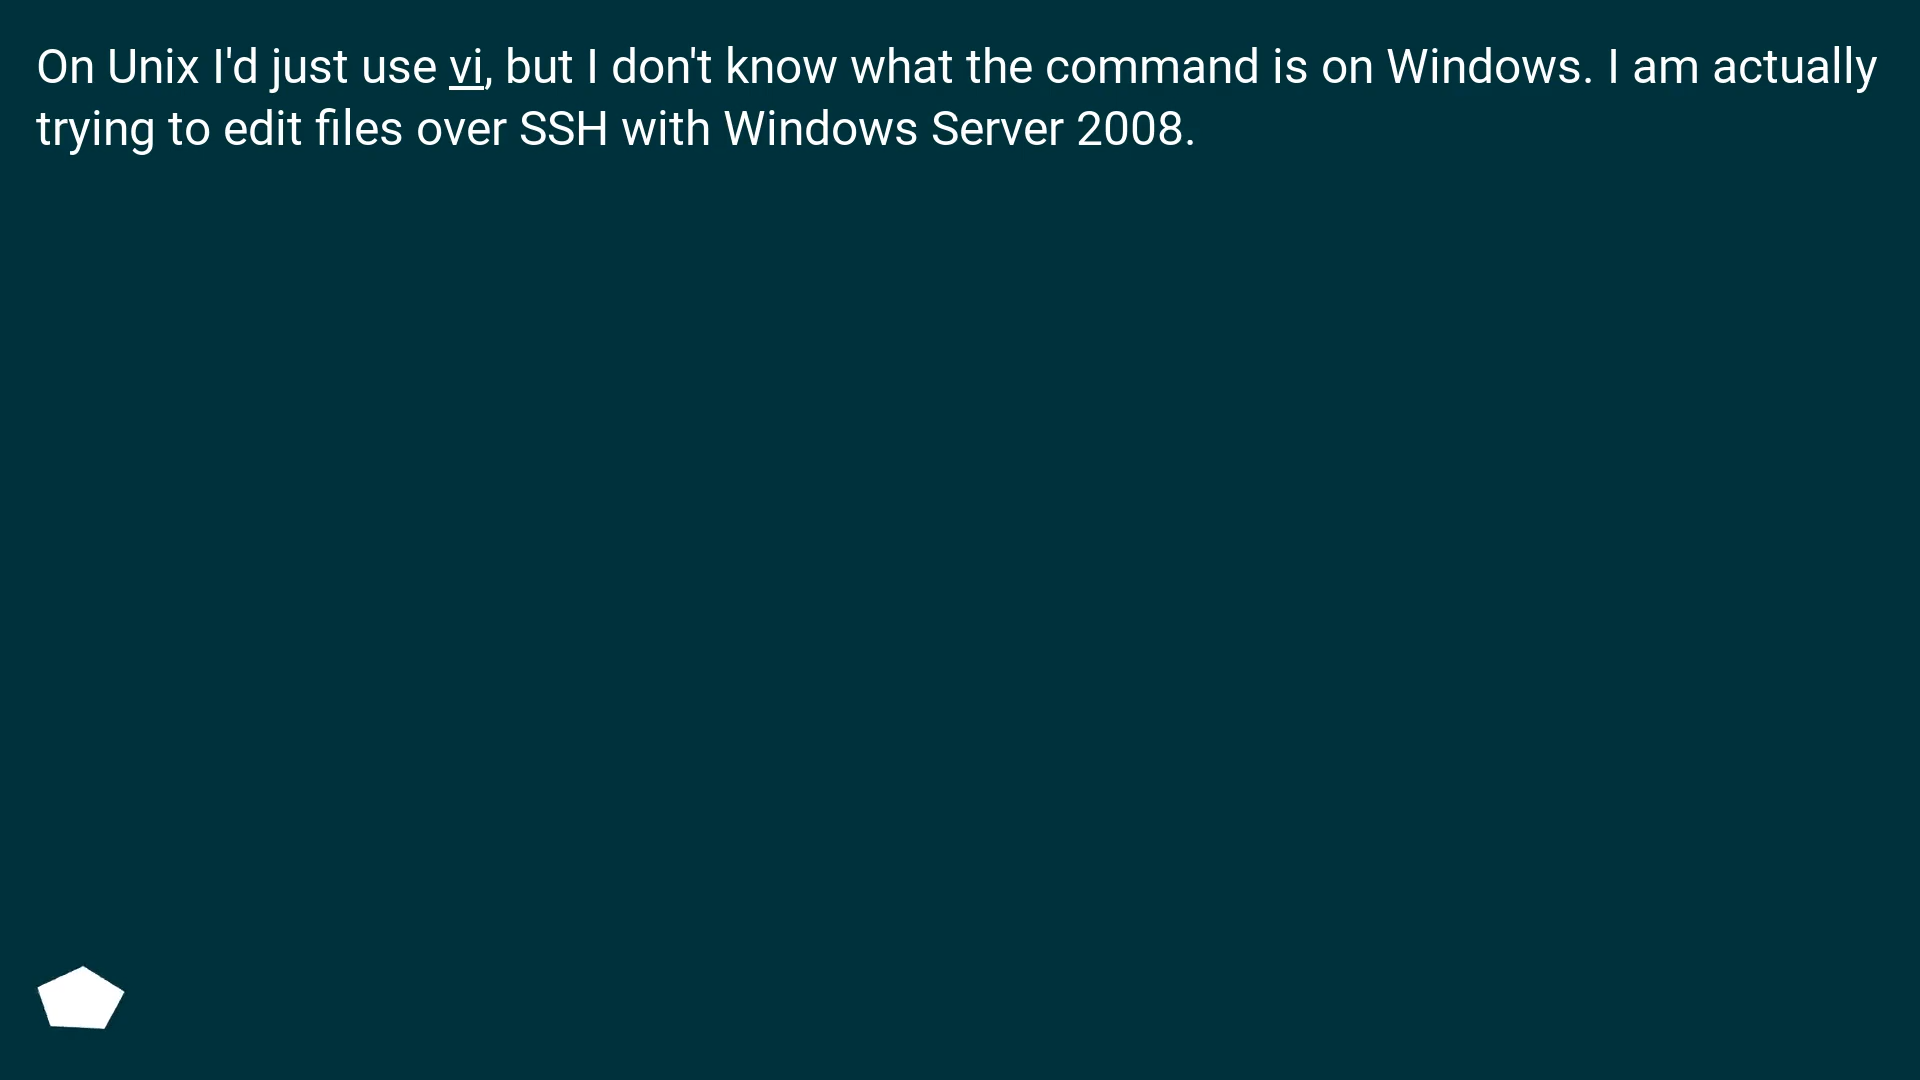 On Unix I'd just use vi, but I don't know what the command is on Windows. I am actually
trying to edit files over SSH with Windows Server 2008.